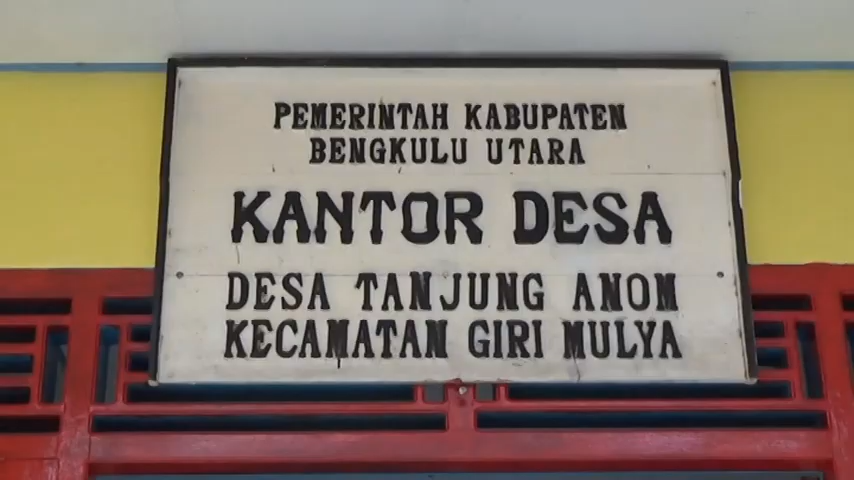 PEMERINTAH KABUPATEN
BENGKULU UTARA
KANTOR DESA
DESA TANJUNG ANOM
KECAMATAN GIRI MULYA